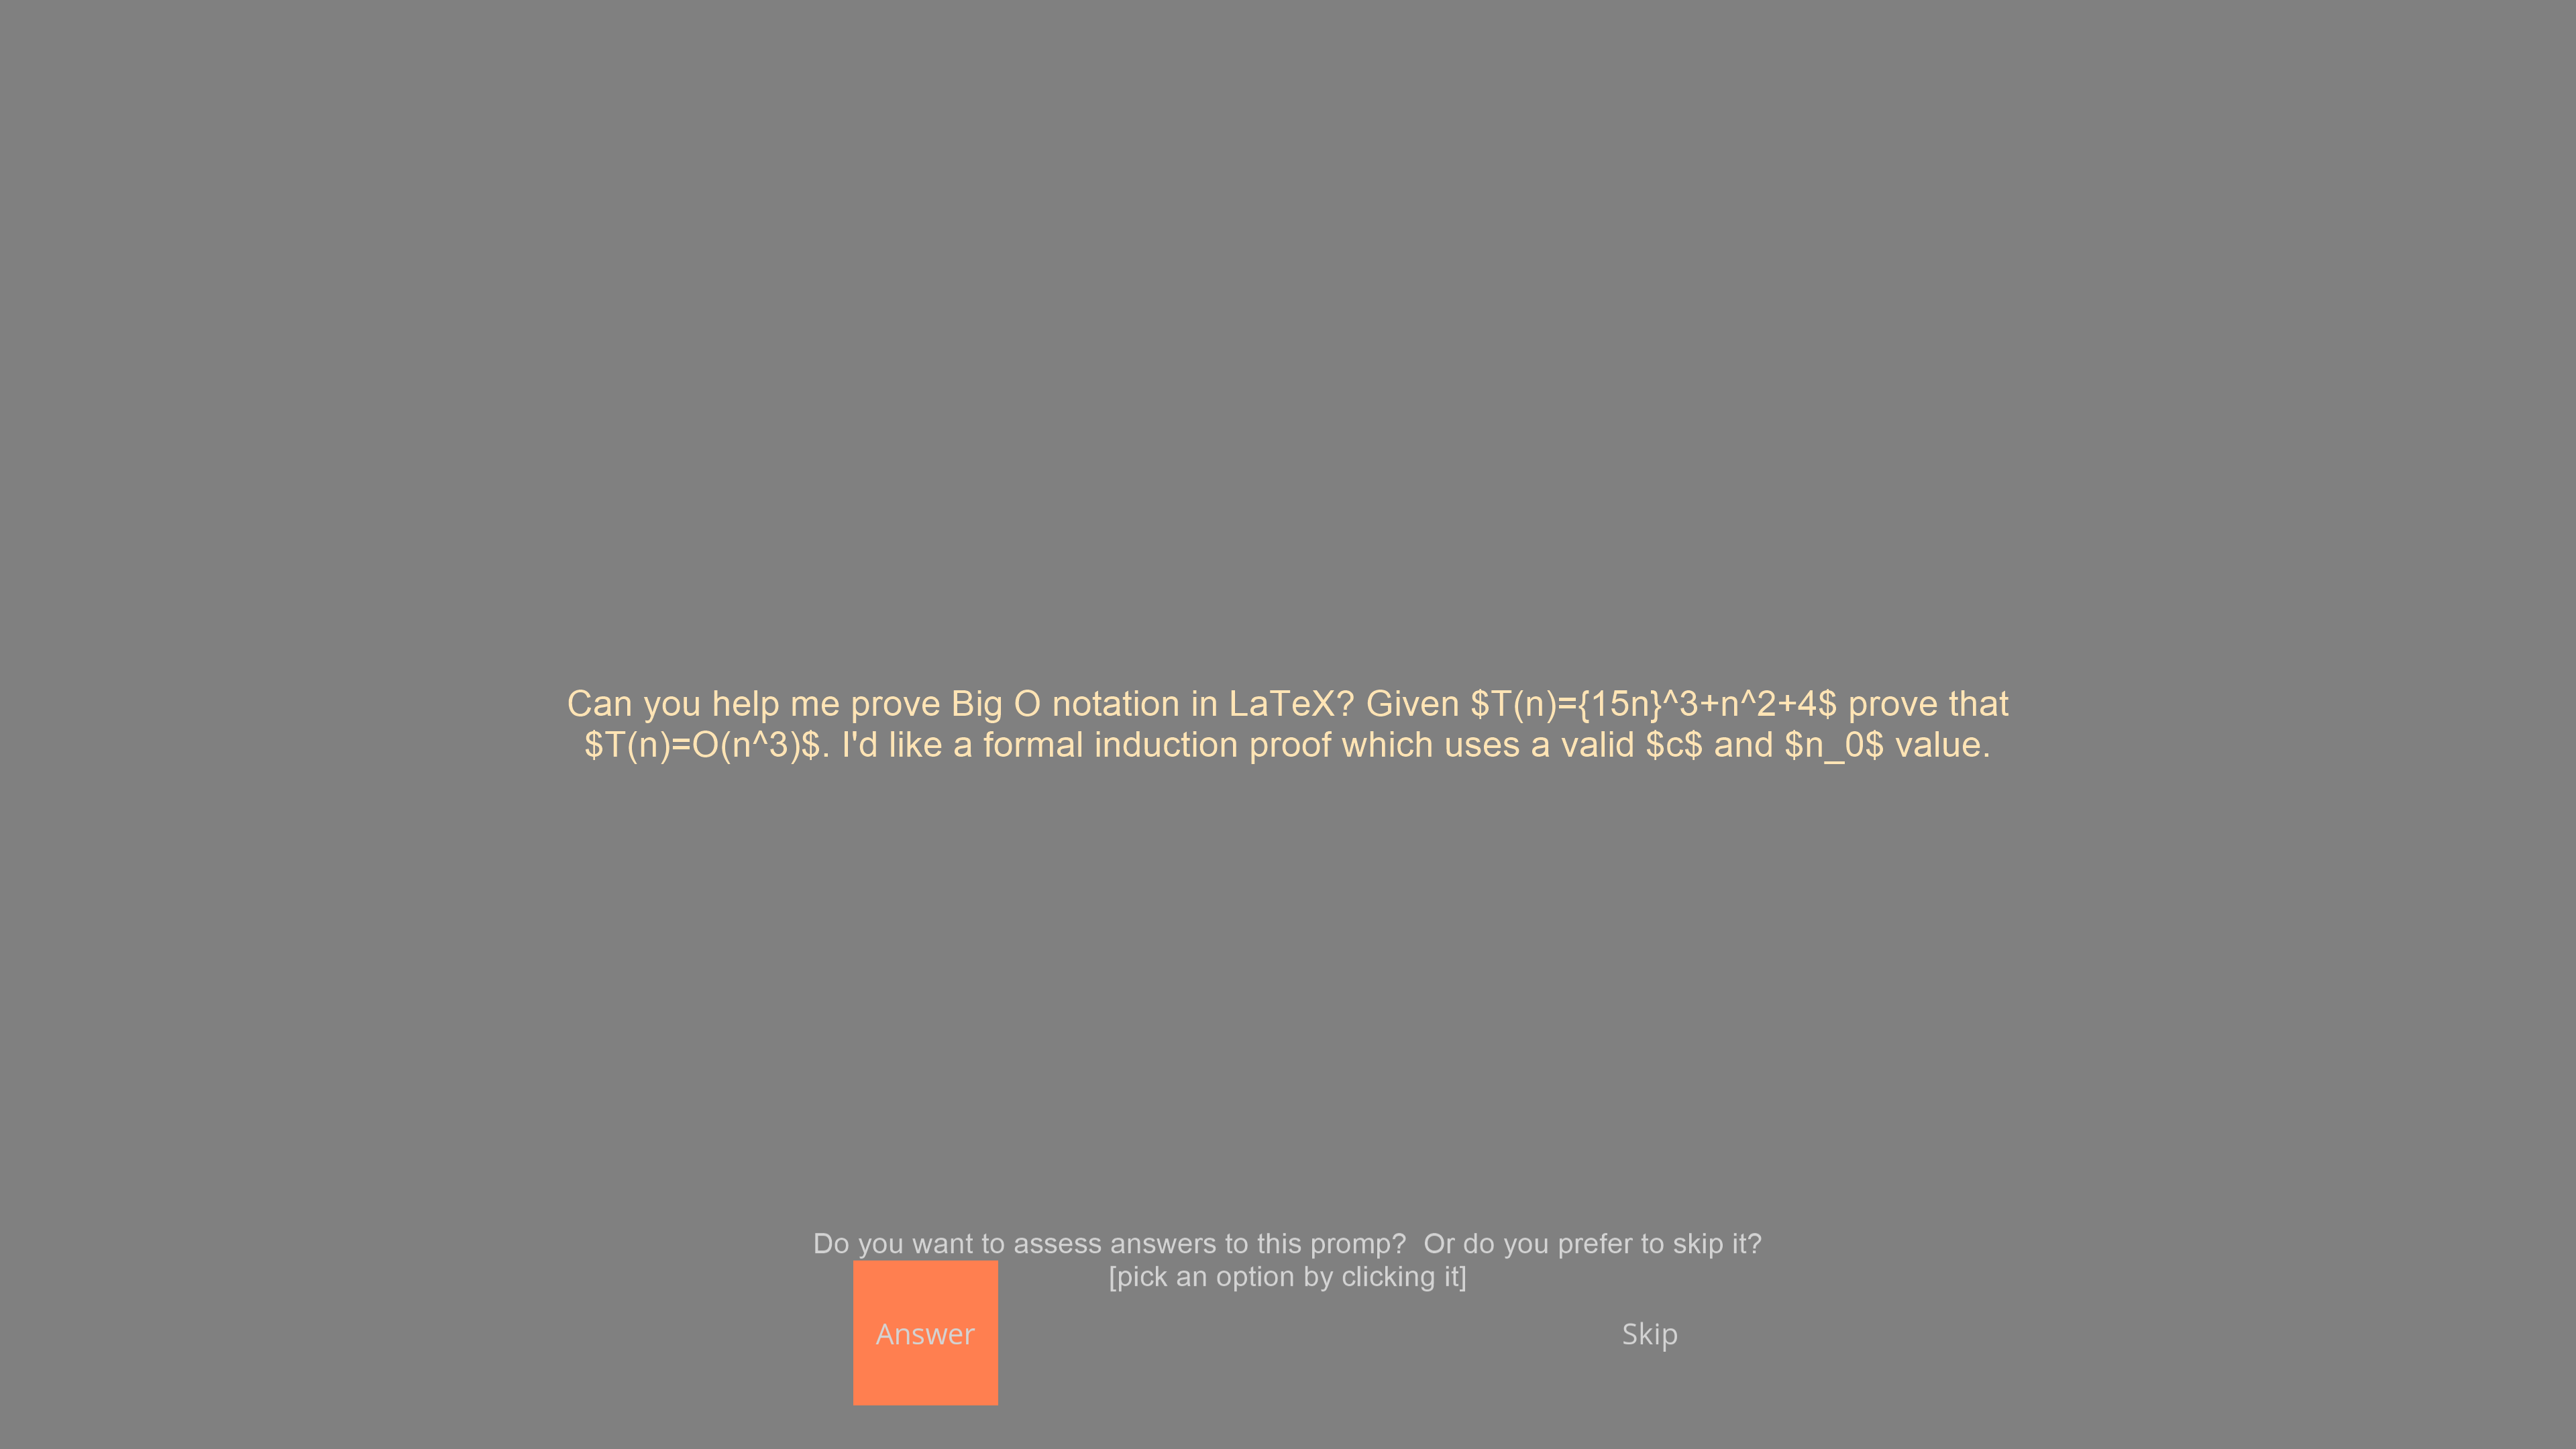 Can you help me prove Big O notation in LaTeX? Given $T(n)={15n}^3+n^2+4$ prove that
$T(n)=O(n^3)$. I'd like a formal induction proof which uses a valid $c$ and $n_0$ value.
Do you want to assess answers to this promp?  Or do you prefer to skip it?
[pick an option by clicking it]
Answer
Skip